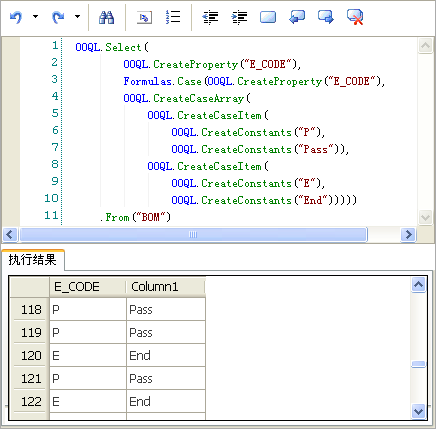 1 OOQL.Select(
2 OOQL.CreateProperty("E_CODE"),
3 Formulas.Case(OOQL.CreateProperty("E_CODE"),
4 OOQL.CreateCaseArray(
5 OOQL.CreateCaseItem(
6 OOQL.CreateConstants("P"),
7 OOQL.CreateConstants("Pass")),
8 OOQL.CreateCaseItem(
9 OOQL.CreateConstants("E"),
10 OOQL.CreateConstants("End")))))
11 .From("BOM")
执行结果
E_CODE Column1
118 P Pass
119 P Pass
120 E End
121 P Pass
122 E End